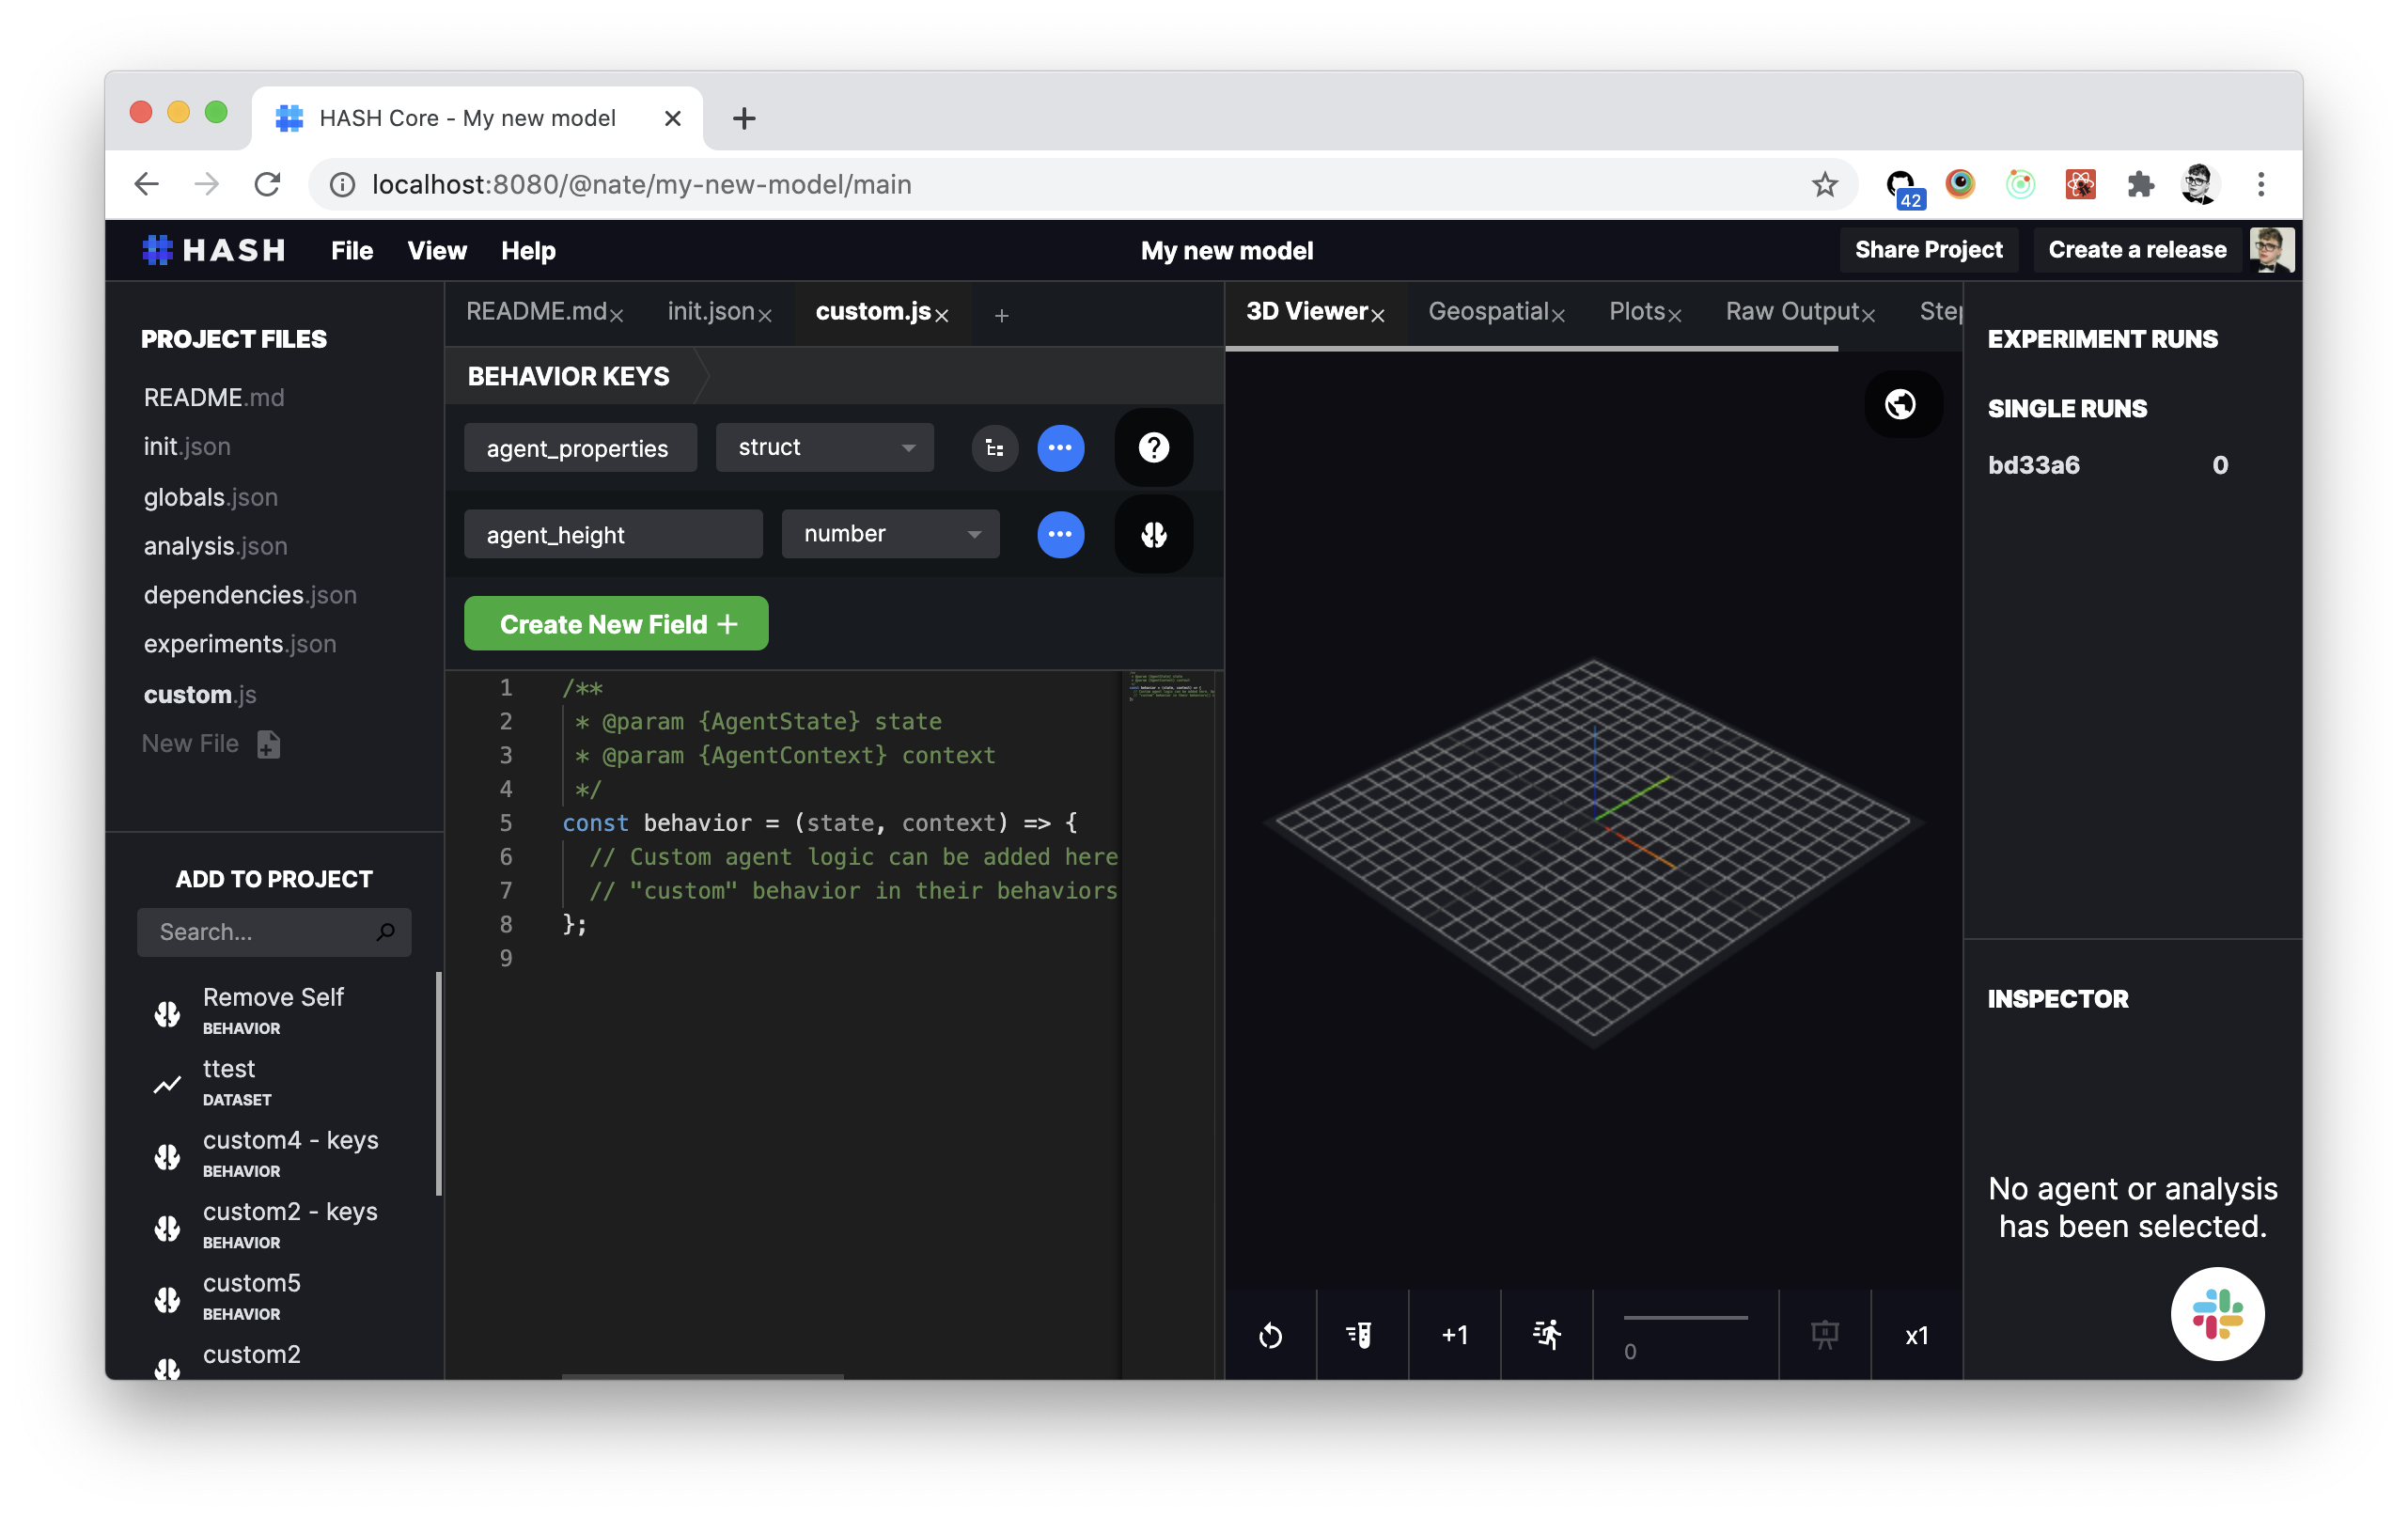 HASH Core - My new model
localhost:8080/@nate/my-new-model/main
42
HASH
File
View
Help
My new model
Share Project
Create a release
PROJECT FILES
README.md
init.json
globals.json
analysis.json
dependencies.json
experiments.json
custom.js
New File
ADD TO PROJECT
Search...
Remove Self
BEHAVIOR
ttest
DATASET
custom4 - keys
BEHAVIOR
custom2 - keys
BEHAVIOR
custom5
BEHAVIOR
custom2
README.md
init.json
custom.js
BEHAVIOR KEYS
agent_properties
struct
agent_height
number
Create New Field +
1 /**
2 * @param {AgentState} state
3 * @param {AgentContext} context
4 */
5 const behavior = (state, context) => {
6 // Custom agent logic can be added here
7 // "custom" behavior in their behaviors
8 };
9
3D Viewer
Geospatial
Plots
Raw Output
Step
+1
0
x1
EXPERIMENT RUNS
SINGLE RUNS
bd33a6 0
INSPECTOR
No agent or analysis
has been selected.